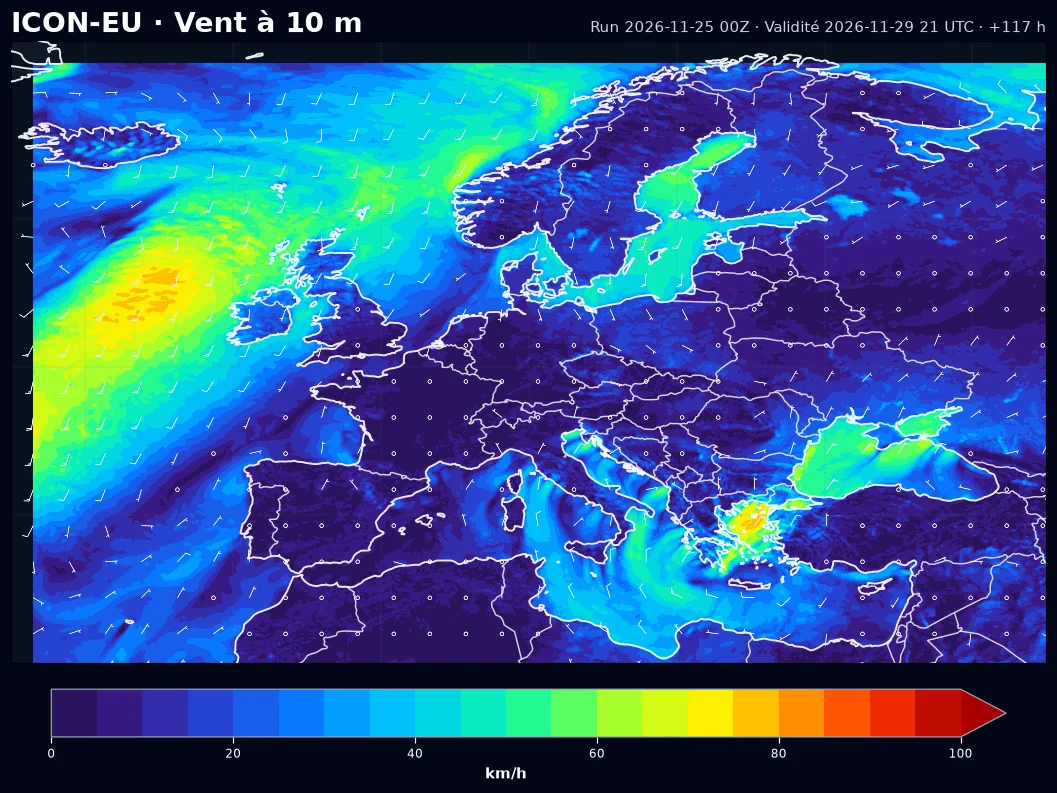 ICON-EU · Vent à 10 m
Run 2026-11-25 00Z · Validité 2026-11-29 21 UTC · +117 h
0 20 40 60 80 100
km/h